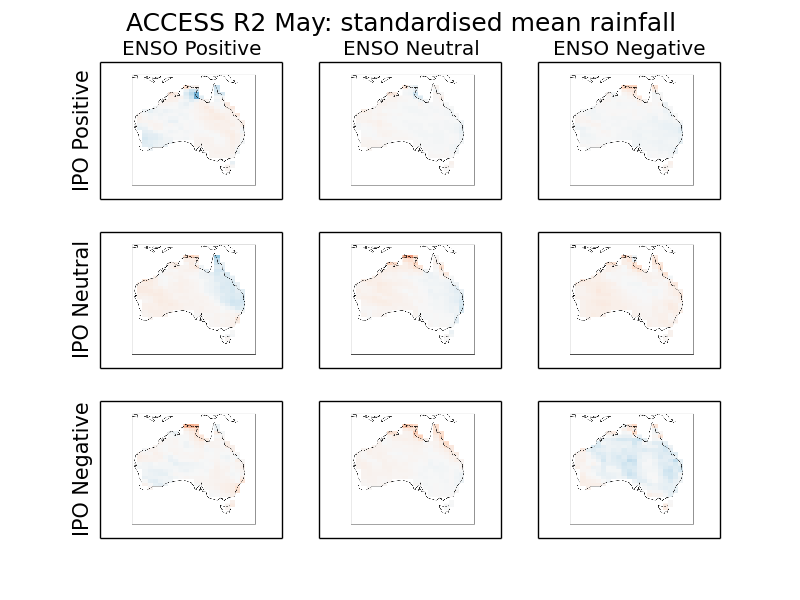 ACCESS R2 May: standardised mean rainfall
ENSO Positive ENSO Neutral ENSO Negative
IPO Positive
IPO Neutral
IPO Negative